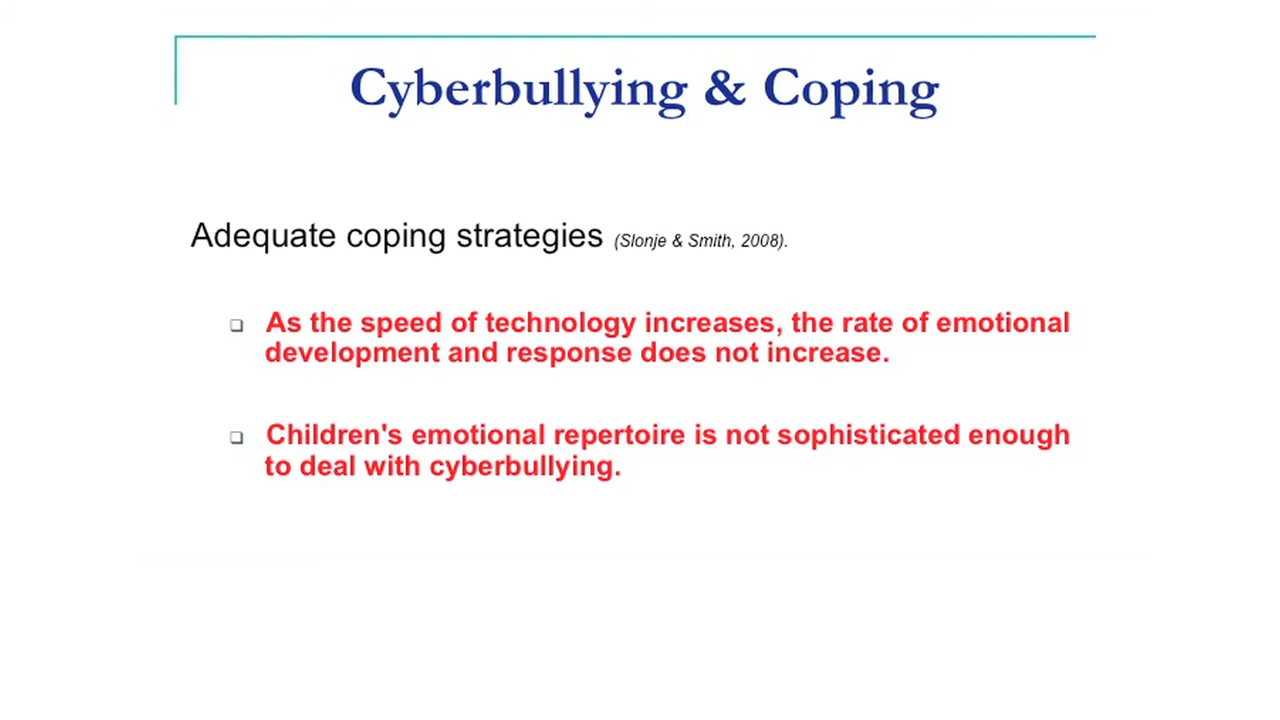 Cyberbullying & Coping
Adequate coping strategies (Slonje & Smith, 2008).
❑ As the speed of technology increases, the rate of emotional
development and response does not increase.
❑ Children's emotional repertoire is not sophisticated enough
to deal with cyberbullying.